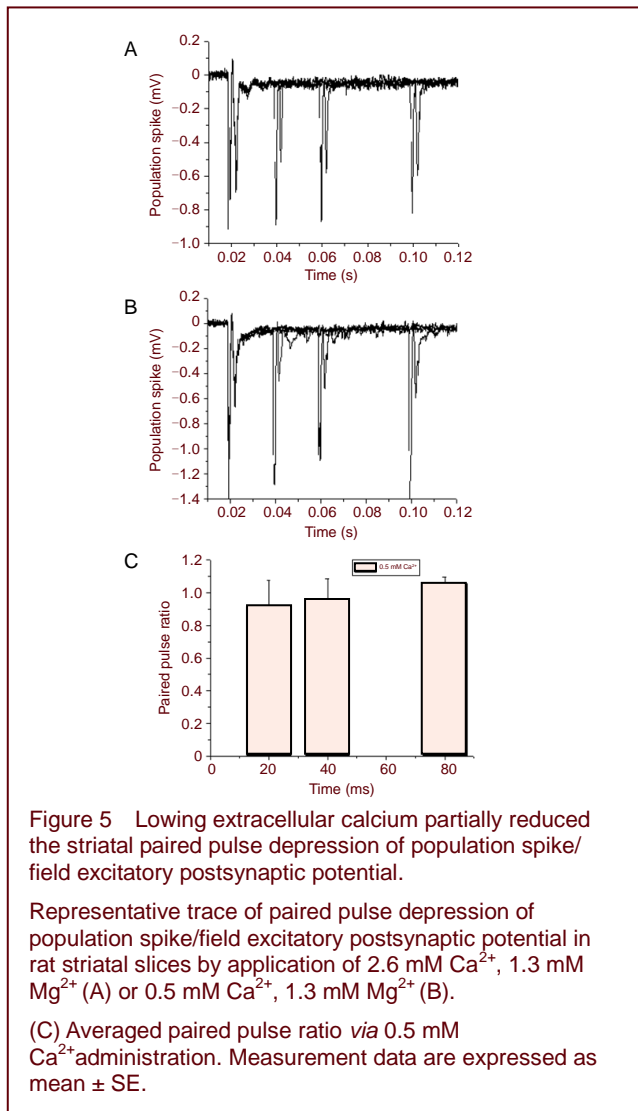 A
0.2
0
−0.2
−0.4
−0.6
−0.8
−1.0
Population spike (mV)
0.02 0.04 0.06 0.08 0.10 0.12
Time (s)
B
0.2
0
−0.2
−0.4
−0.6
−0.8
−1.0
−1.2
−1.4
Population spike (mV)
0.02 0.04 0.06 0.08 0.10 0.12
Time (s)
C
1.2
1.0
0.8
0.6
0.4
0.2
0
Paired pulse ratio
0.5 mM Ca²⁺
0 20 40 60 80
Time (ms)
Figure 5 Lowering extracellular calcium partially reduced
the striatal paired pulse depression of population spike/
field excitatory postsynaptic potential.
Representative trace of paired pulse depression of
population spike/field excitatory postsynaptic potential in
rat striatal slices by application of 2.6 mM Ca²⁺, 1.3 mM
Mg²⁺ (A) or 0.5 mM Ca²⁺, 1.3 mM Mg²⁺ (B).
(C) Averaged paired pulse ratio via 0.5 mM
Ca²⁺administration. Measurement data are expressed as
mean ± SE.